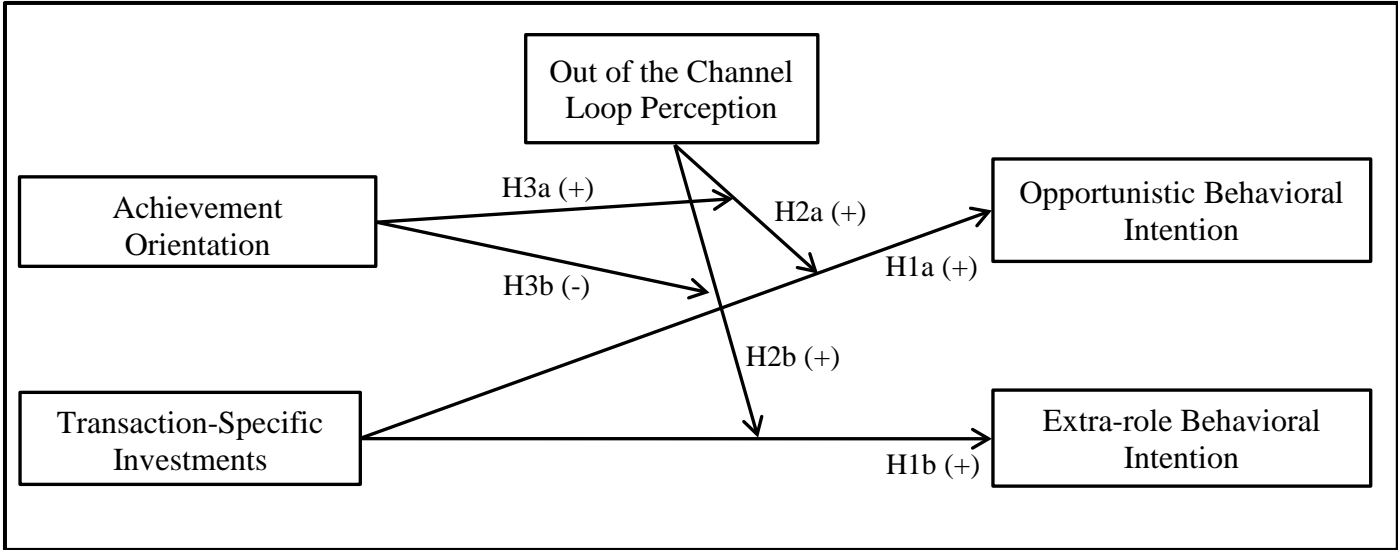 Out of the Channel
Loop Perception
Achievement
Orientation
H3a (+)
H2a (+)
Opportunistic Behavioral
Intention
H1a (+)
H3b (-)
H2b (+)
Transaction-Specific
Investments
Extra-role Behavioral
Intention
H1b (+)